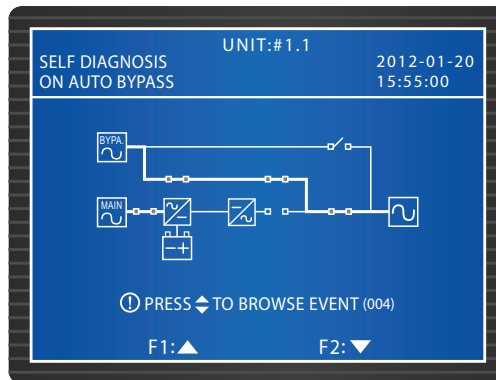 UNIT:#1.1
SELF DIAGNOSIS
ON AUTO BYPASS
2012-01-20
15:55:00
BYPA.
MAIN
PRESS TO BROWSE EVENT (004)
F1: F2: